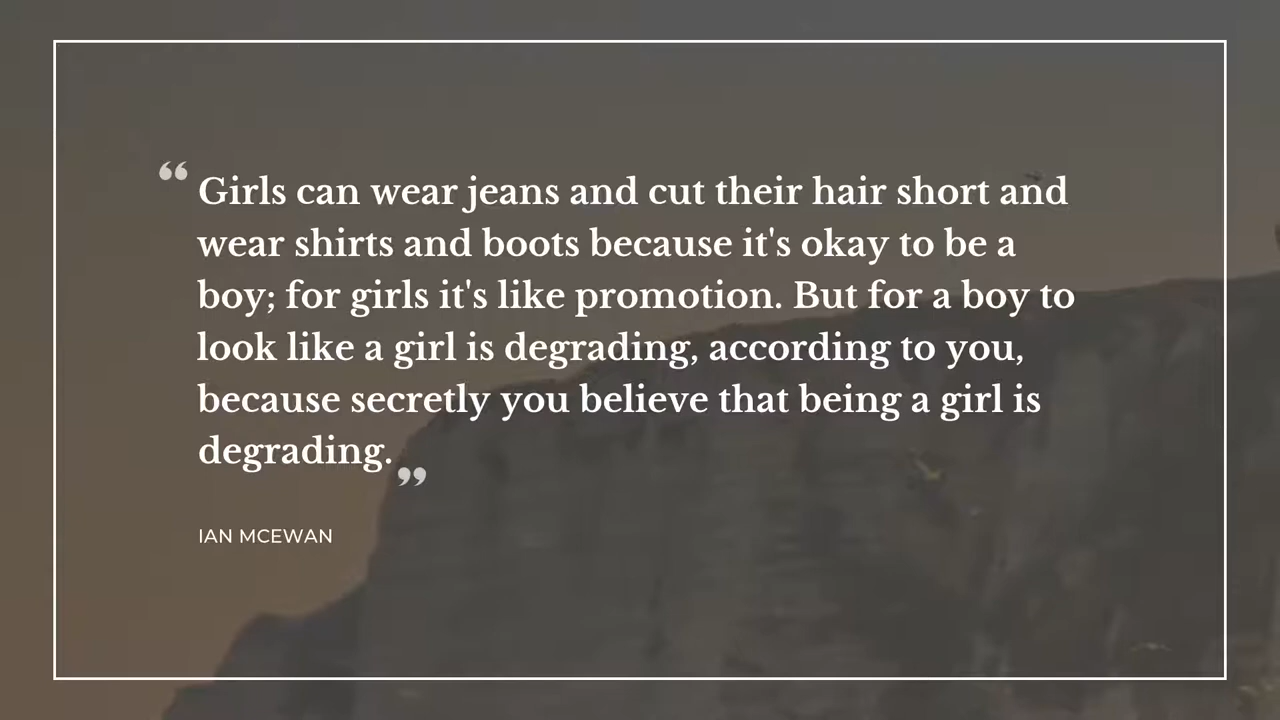 “Girls can wear jeans and cut their hair short and
wear shirts and boots because it's okay to be a
boy; for girls it's like promotion. But for a boy to
look like a girl is degrading, according to you,
because secretly you believe that being a girl is
degrading.”
IAN MCEWAN